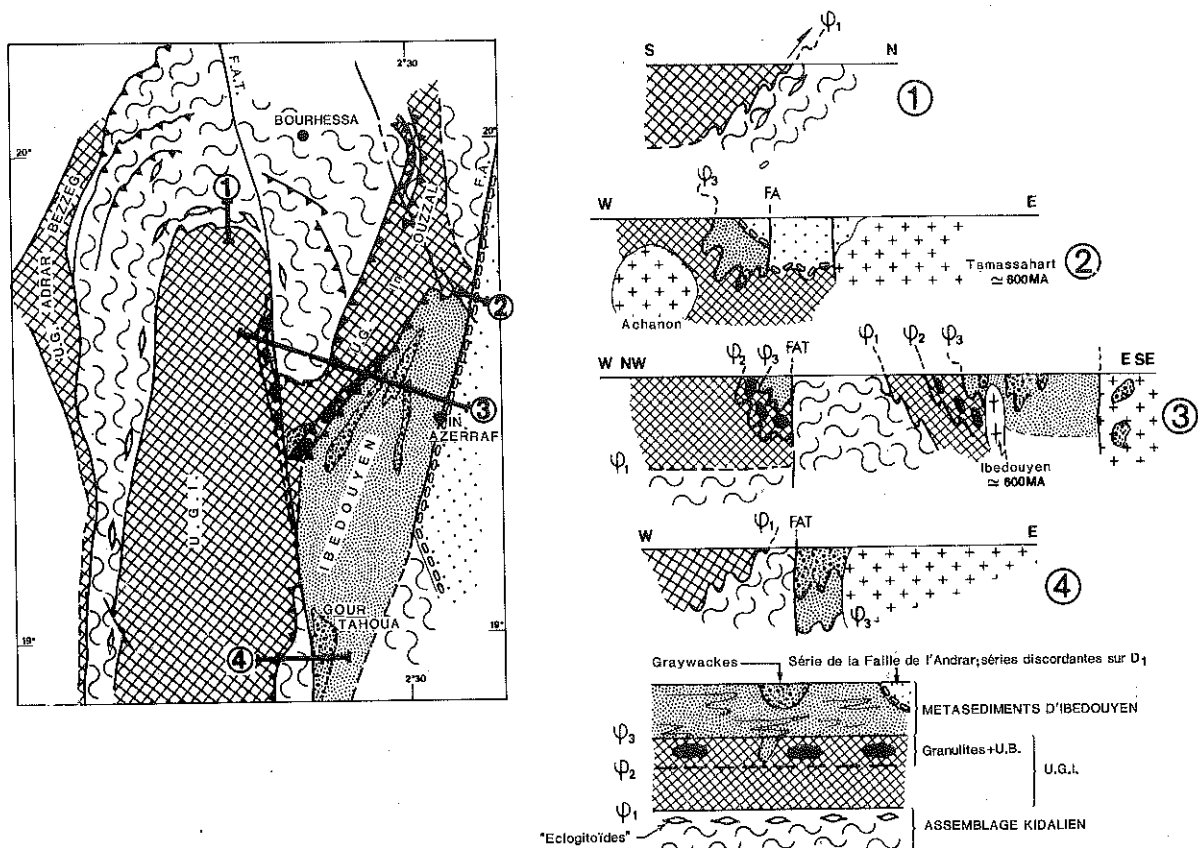 2°30
F.A.T.
BOURHESSA
20°
20°
F.A.
BEZZEG
ADRAR
U.G.
OUZZAL
IN
U.G.
①
②
③
IN
AZERRAF
U.G.I.
IBEDOUYEN
GOUR
TAHOUA
19°
19°
④
2°30
φ1
S N
①
φ3 FA
W E
Tamassahart
≃ 600MA
②
Achanon
φ2 φ3 FAT φ1 φ2 φ3
W NW E SE
③
φ1
Ibedouyen
≃ 600MA
φ1 FAT
W E
④
φ3
Graywackes Série de la Faille de l'Andrar;séries discordantes sur D1
METASEDIMENTS D'IBEDOUYEN
φ3
Granulites+U.B.
φ2
U.G.I.
φ1
"Eclogitoïdes"
ASSEMBLAGE KIDALIEN